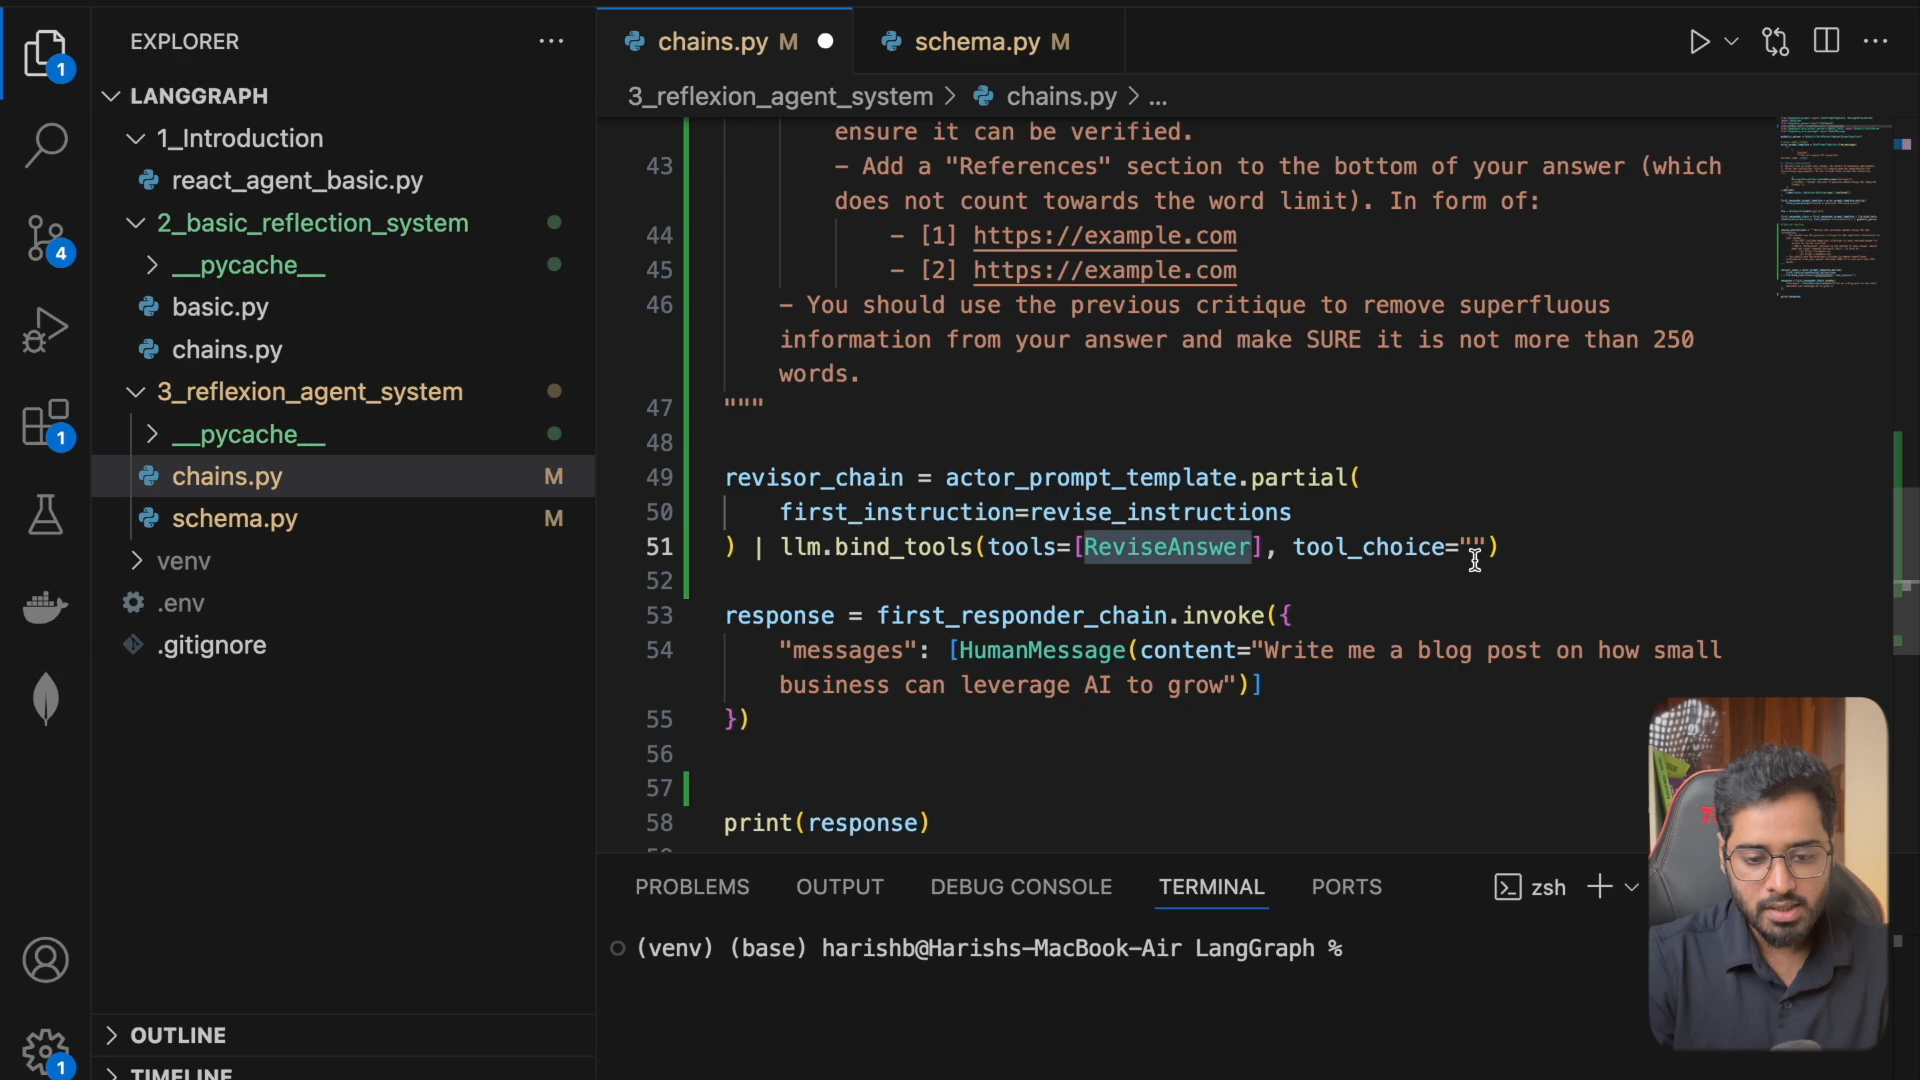 EXPLORER
LANGGRAPH
1_Introduction
react_agent_basic.py
2_basic_reflection_system
__pycache__
basic.py
chains.py
3_reflexion_agent_system
__pycache__
chains.py M
schema.py M
venv
.env
.gitignore
OUTLINE
TIMELINE
1
4
1
1
chains.py M
schema.py M
3_reflexion_agent_system > chains.py > ...
ensure it can be verified.
43 - Add a "References" section to the bottom of your answer (which
does not count towards the word limit). In form of:
44 - [1] https://example.com
45 - [2] https://example.com
46 - You should use the previous critique to remove superfluous
information from your answer and make SURE it is not more than 250
words.
47 """
48
49 revisor_chain = actor_prompt_template.partial(
50 first_instruction=revise_instructions
51 ) | llm.bind_tools(tools=[ReviseAnswer], tool_choice="")
52
53 response = first_responder_chain.invoke({
54 "messages": [HumanMessage(content="Write me a blog post on how small
business can leverage AI to grow")]
55 })
56
57
58 print(response)
PROBLEMS OUTPUT DEBUG CONSOLE TERMINAL PORTS zsh
(venv) (base) harishb@Harishs-MacBook-Air LangGraph %